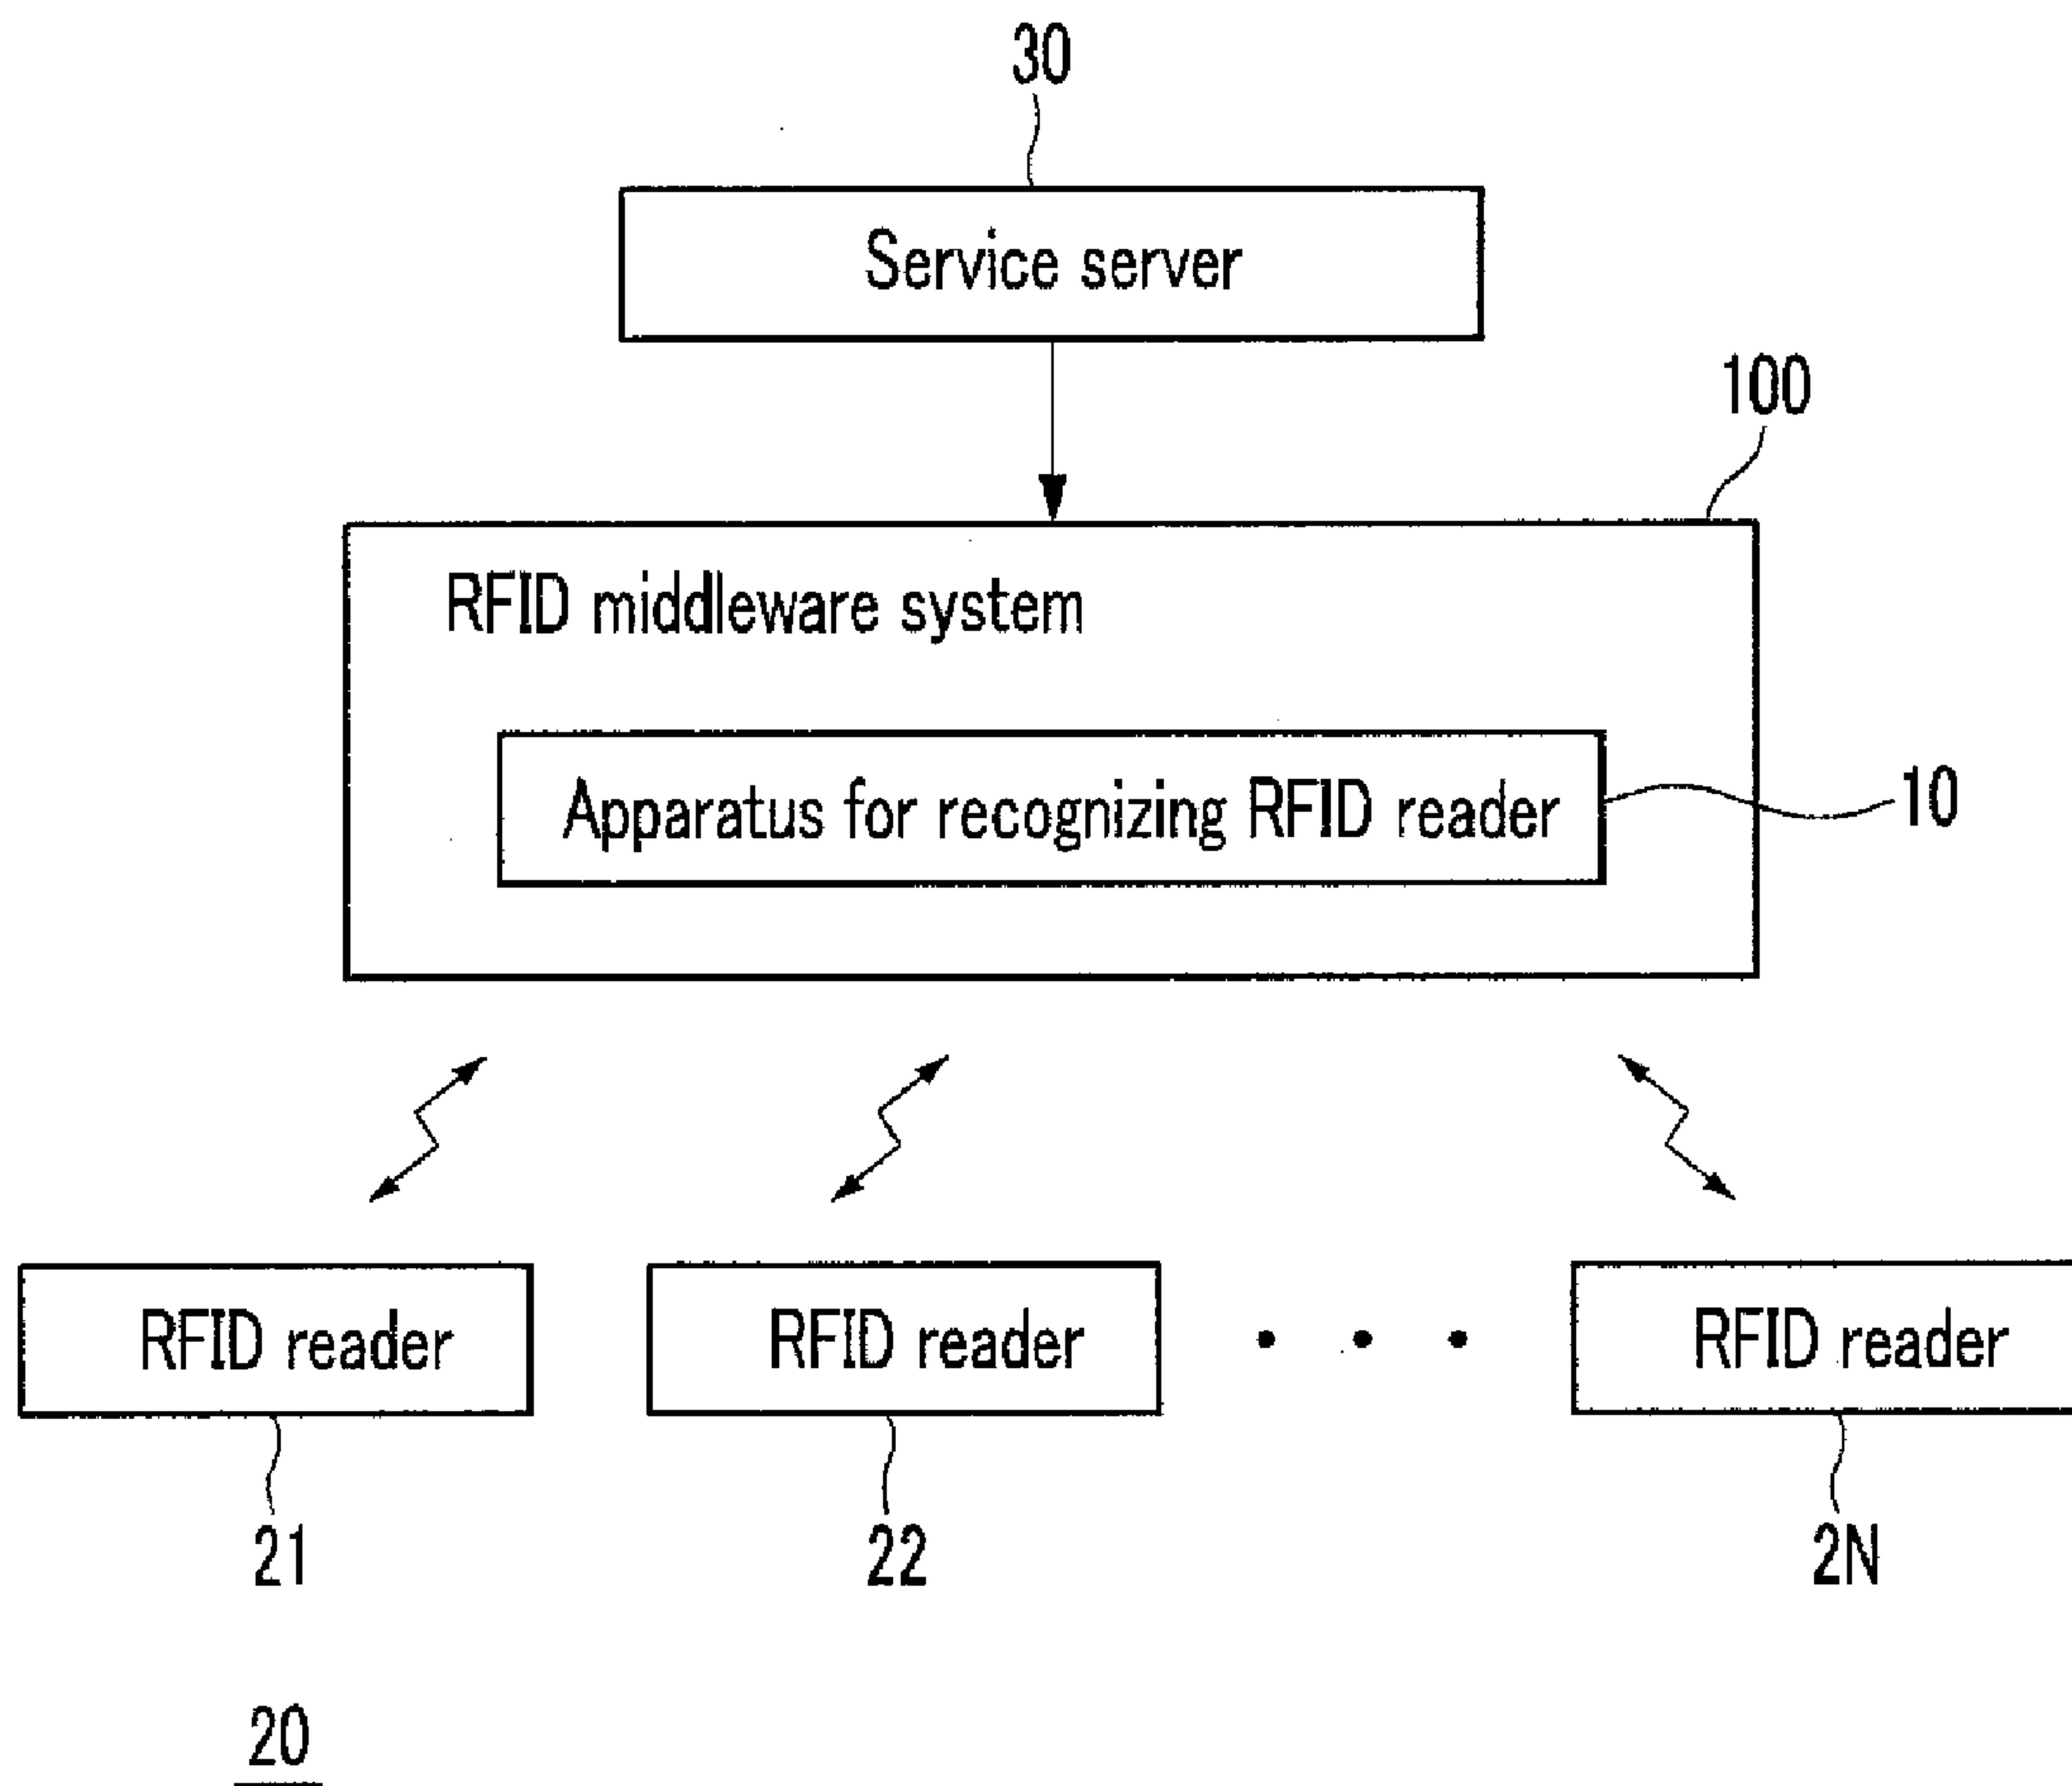 30
Service server
100
RFID middleware system
Apparatus for recognizing RFID reader
10
RFID reader
RFID reader
RFID reader
21
22
2N
20